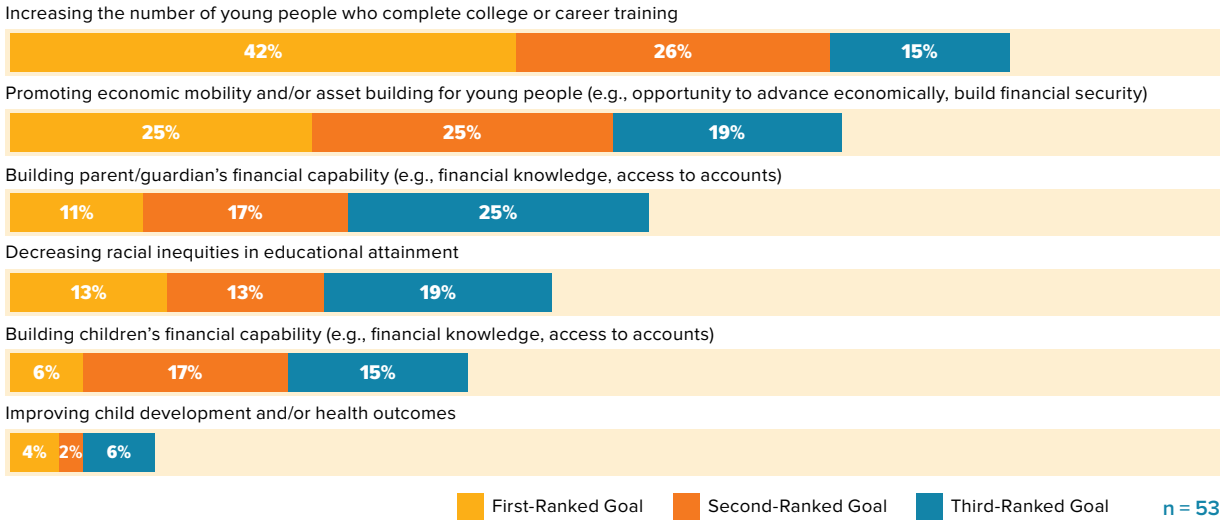 Increasing the number of young people who complete college or career training
42% 26% 15%
Promoting economic mobility and/or asset building for young people (e.g., opportunity to advance economically, build financial security)
25% 25% 19%
Building parent/guardian’s financial capability (e.g., financial knowledge, access to accounts)
11% 17% 25%
Decreasing racial inequities in educational attainment
13% 13% 19%
Building children’s financial capability (e.g., financial knowledge, access to accounts)
6% 17% 15%
Improving child development and/or health outcomes
4% 2% 6%
First-Ranked Goal Second-Ranked Goal Third-Ranked Goal n = 53